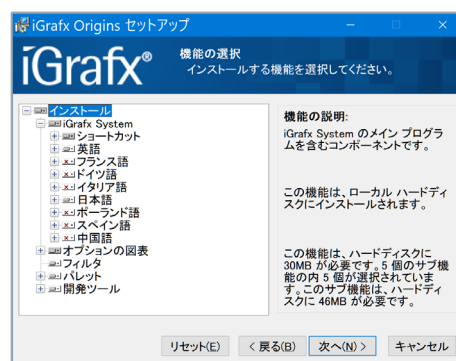 iGrafx Origins セットアップ
iGrafx®
機能の選択
インストールする機能を選択してください。
インストール
iGrafx System
ショートカット
英語
フランス語
ドイツ語
イタリア語
日本語
ポーランド語
スペイン語
中国語
オプションの図表
フィルタ
パレット
開発ツール
機能の説明:
iGrafx System のメイン プログラ
ムを含むコンポーネントです。
この機能は、ローカル ハードディ
スクにインストールされます。
この機能は、ハードディスクに
30MB が必要です。5 個のサブ機
能の内 5 個が選択されていま
す。このサブ機能は、ハードディ
スクに 46MB が必要です。
リセット(E)
< 戻る(B)
次へ(N) >
キャンセル